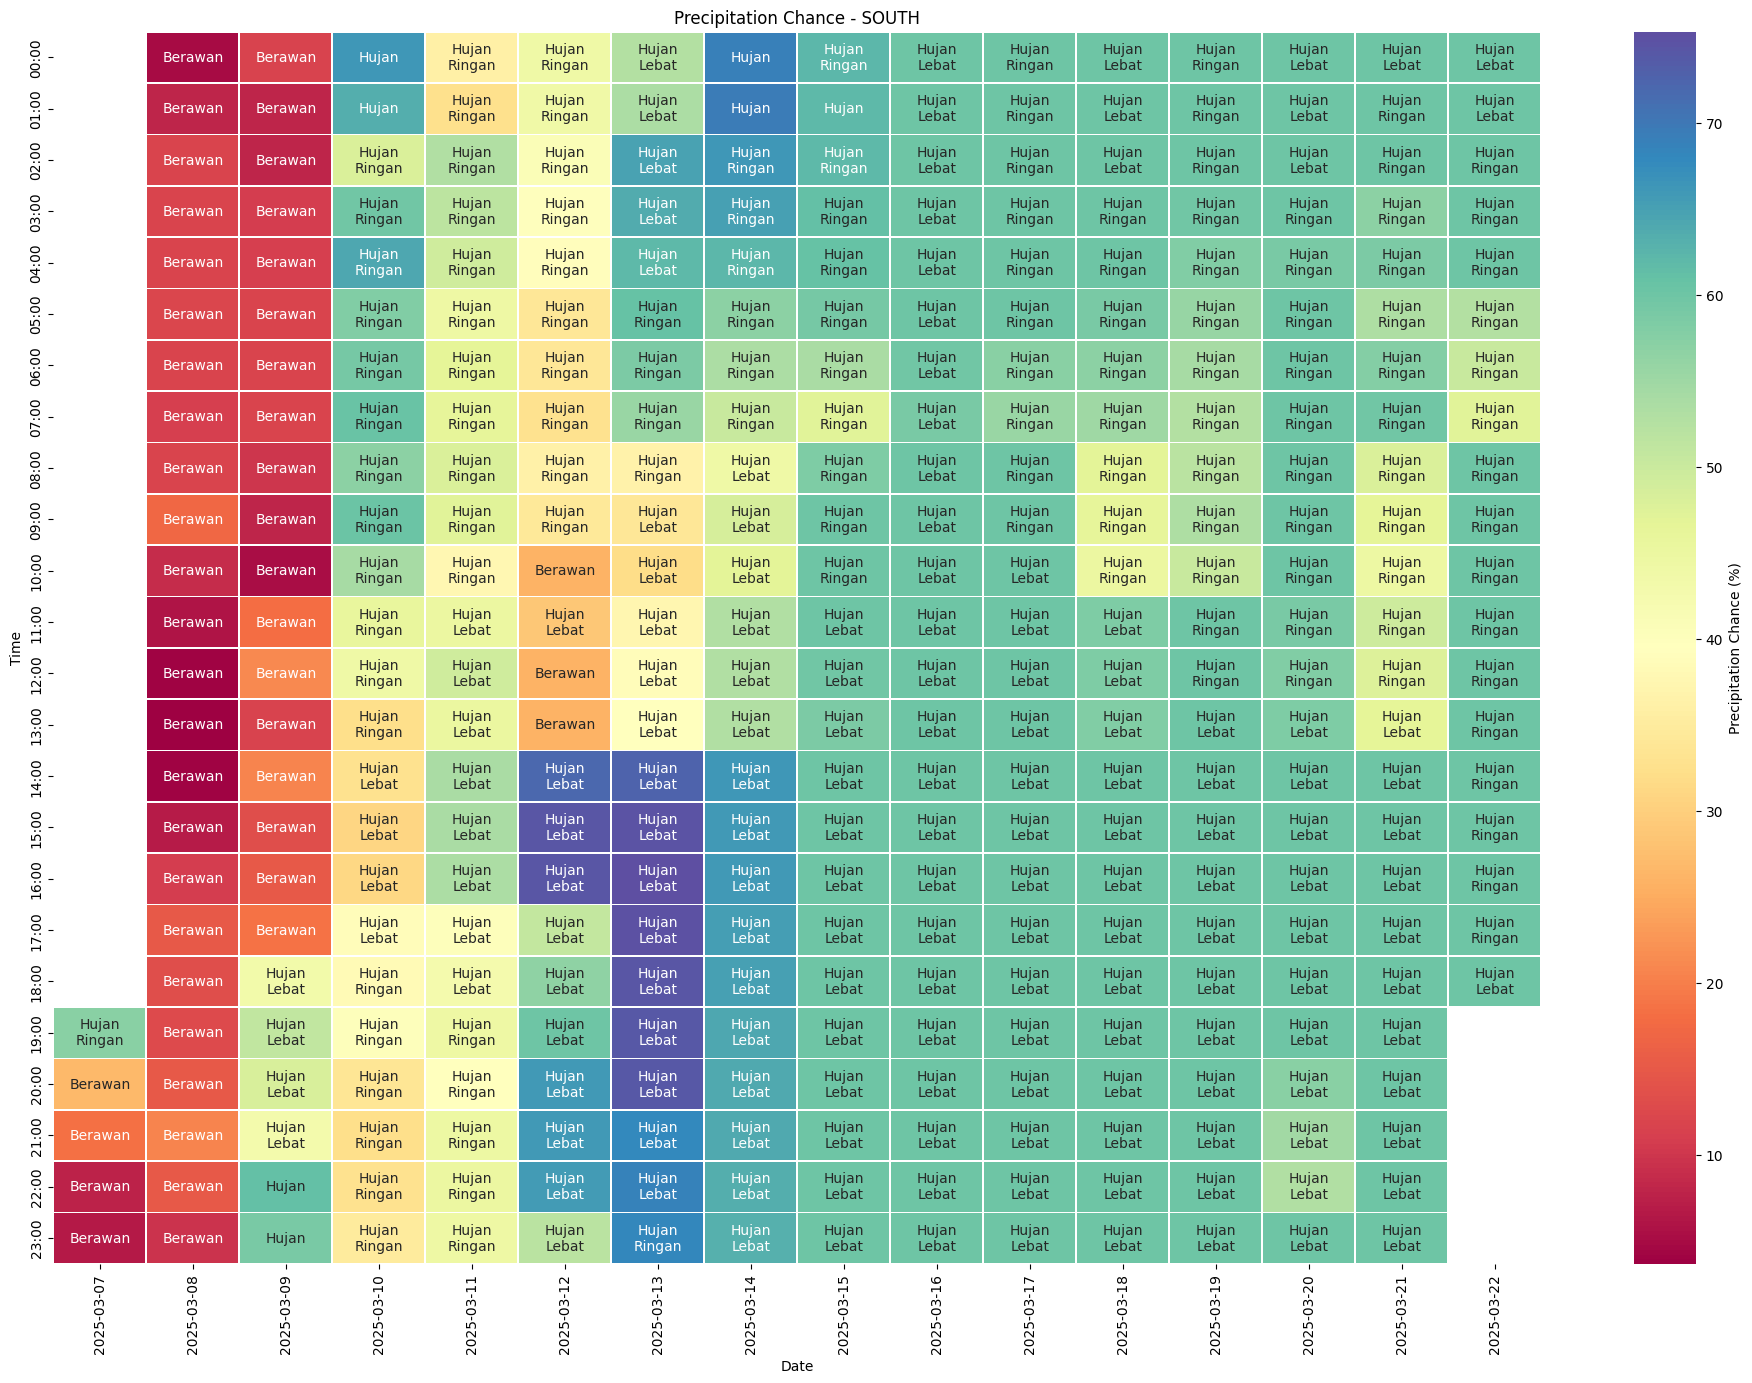 Precipitation Chance - SOUTH
00:00 Berawan Berawan Hujan Hujan Ringan Hujan Ringan Hujan Lebat Hujan Hujan Ringan Hujan Lebat Hujan Ringan Hujan Lebat Hujan Ringan Hujan Lebat Hujan Lebat Hujan Lebat
01:00 Berawan Berawan Hujan Hujan Ringan Hujan Ringan Hujan Lebat Hujan Hujan Hujan Lebat Hujan Ringan Hujan Lebat Hujan Ringan Hujan Lebat Hujan Ringan Hujan Lebat
02:00 Berawan Berawan Hujan Ringan Hujan Ringan Hujan Ringan Hujan Lebat Hujan Ringan Hujan Ringan Hujan Lebat Hujan Ringan Hujan Lebat Hujan Ringan Hujan Lebat Hujan Ringan Hujan Ringan
03:00 Berawan Berawan Hujan Ringan Hujan Ringan Hujan Ringan Hujan Lebat Hujan Ringan Hujan Ringan Hujan Lebat Hujan Ringan Hujan Ringan Hujan Ringan Hujan Ringan Hujan Ringan Hujan Ringan
04:00 Berawan Berawan Hujan Ringan Hujan Ringan Hujan Ringan Hujan Lebat Hujan Ringan Hujan Ringan Hujan Lebat Hujan Ringan Hujan Ringan Hujan Ringan Hujan Ringan Hujan Ringan Hujan Ringan
05:00 Berawan Berawan Hujan Ringan Hujan Ringan Hujan Ringan Hujan Ringan Hujan Ringan Hujan Ringan Hujan Lebat Hujan Ringan Hujan Ringan Hujan Ringan Hujan Ringan Hujan Ringan Hujan Ringan
06:00 Berawan Berawan Hujan Ringan Hujan Ringan Hujan Ringan Hujan Ringan Hujan Ringan Hujan Ringan Hujan Lebat Hujan Ringan Hujan Ringan Hujan Ringan Hujan Ringan Hujan Ringan Hujan Ringan
07:00 Berawan Berawan Hujan Ringan Hujan Ringan Hujan Ringan Hujan Ringan Hujan Ringan Hujan Ringan Hujan Lebat Hujan Ringan Hujan Ringan Hujan Ringan Hujan Ringan Hujan Ringan Hujan Ringan
08:00 Berawan Berawan Hujan Ringan Hujan Ringan Hujan Ringan Hujan Ringan Hujan Lebat Hujan Ringan Hujan Lebat Hujan Ringan Hujan Ringan Hujan Ringan Hujan Ringan Hujan Ringan Hujan Ringan
09:00 Berawan Berawan Hujan Ringan Hujan Ringan Hujan Ringan Hujan Lebat Hujan Lebat Hujan Ringan Hujan Lebat Hujan Ringan Hujan Ringan Hujan Ringan Hujan Ringan Hujan Ringan Hujan Ringan
10:00 Berawan Berawan Hujan Ringan Hujan Ringan Berawan Hujan Lebat Hujan Lebat Hujan Ringan Hujan Lebat Hujan Lebat Hujan Ringan Hujan Ringan Hujan Ringan Hujan Ringan Hujan Ringan
11:00 Berawan Berawan Hujan Ringan Hujan Lebat Hujan Lebat Hujan Lebat Hujan Lebat Hujan Lebat Hujan Lebat Hujan Lebat Hujan Lebat Hujan Ringan Hujan Ringan Hujan Ringan Hujan Ringan
12:00 Berawan Berawan Hujan Ringan Hujan Lebat Berawan Hujan Lebat Hujan Lebat Hujan Lebat Hujan Lebat Hujan Lebat Hujan Lebat Hujan Ringan Hujan Ringan Hujan Ringan Hujan Ringan
13:00 Berawan Berawan Hujan Ringan Hujan Lebat Berawan Hujan Lebat Hujan Lebat Hujan Lebat Hujan Lebat Hujan Lebat Hujan Lebat Hujan Lebat Hujan Lebat Hujan Lebat Hujan Ringan
14:00 Berawan Berawan Hujan Lebat Hujan Lebat Hujan Lebat Hujan Lebat Hujan Lebat Hujan Lebat Hujan Lebat Hujan Lebat Hujan Lebat Hujan Lebat Hujan Lebat Hujan Lebat Hujan Ringan
15:00 Berawan Berawan Hujan Lebat Hujan Lebat Hujan Lebat Hujan Lebat Hujan Lebat Hujan Lebat Hujan Lebat Hujan Lebat Hujan Lebat Hujan Lebat Hujan Lebat Hujan Lebat Hujan Ringan
16:00 Berawan Berawan Hujan Lebat Hujan Lebat Hujan Lebat Hujan Lebat Hujan Lebat Hujan Lebat Hujan Lebat Hujan Lebat Hujan Lebat Hujan Lebat Hujan Lebat Hujan Lebat Hujan Ringan
17:00 Berawan Berawan Hujan Lebat Hujan Lebat Hujan Lebat Hujan Lebat Hujan Lebat Hujan Lebat Hujan Lebat Hujan Lebat Hujan Lebat Hujan Lebat Hujan Lebat Hujan Lebat Hujan Ringan
18:00 Berawan Hujan Lebat Hujan Ringan Hujan Lebat Hujan Lebat Hujan Lebat Hujan Lebat Hujan Lebat Hujan Lebat Hujan Lebat Hujan Lebat Hujan Lebat Hujan Lebat Hujan Lebat Hujan Lebat
19:00 Hujan Ringan Berawan Hujan Lebat Hujan Ringan Hujan Ringan Hujan Lebat Hujan Lebat Hujan Lebat Hujan Lebat Hujan Lebat Hujan Lebat Hujan Lebat Hujan Lebat Hujan Lebat Hujan Lebat
20:00 Berawan Berawan Hujan Lebat Hujan Ringan Hujan Ringan Hujan Lebat Hujan Lebat Hujan Lebat Hujan Lebat Hujan Lebat Hujan Lebat Hujan Lebat Hujan Lebat Hujan Lebat Hujan Lebat
21:00 Berawan Berawan Hujan Lebat Hujan Ringan Hujan Ringan Hujan Lebat Hujan Lebat Hujan Lebat Hujan Lebat Hujan Lebat Hujan Lebat Hujan Lebat Hujan Lebat Hujan Lebat Hujan Lebat
22:00 Berawan Berawan Hujan Hujan Ringan Hujan Ringan Hujan Lebat Hujan Lebat Hujan Lebat Hujan Lebat Hujan Lebat Hujan Lebat Hujan Lebat Hujan Lebat Hujan Lebat Hujan Lebat
23:00 Berawan Berawan Hujan Hujan Ringan Hujan Ringan Hujan Lebat Hujan Ringan Hujan Lebat Hujan Lebat Hujan Lebat Hujan Lebat Hujan Lebat Hujan Lebat Hujan Lebat Hujan Lebat
2025-03-07 2025-03-08 2025-03-09 2025-03-10 2025-03-11 2025-03-12 2025-03-13 2025-03-14 2025-03-15 2025-03-16 2025-03-17 2025-03-18 2025-03-19 2025-03-20 2025-03-21 2025-03-22
Time
Date
70
60
50
40
30
20
10
Precipitation Chance (%)